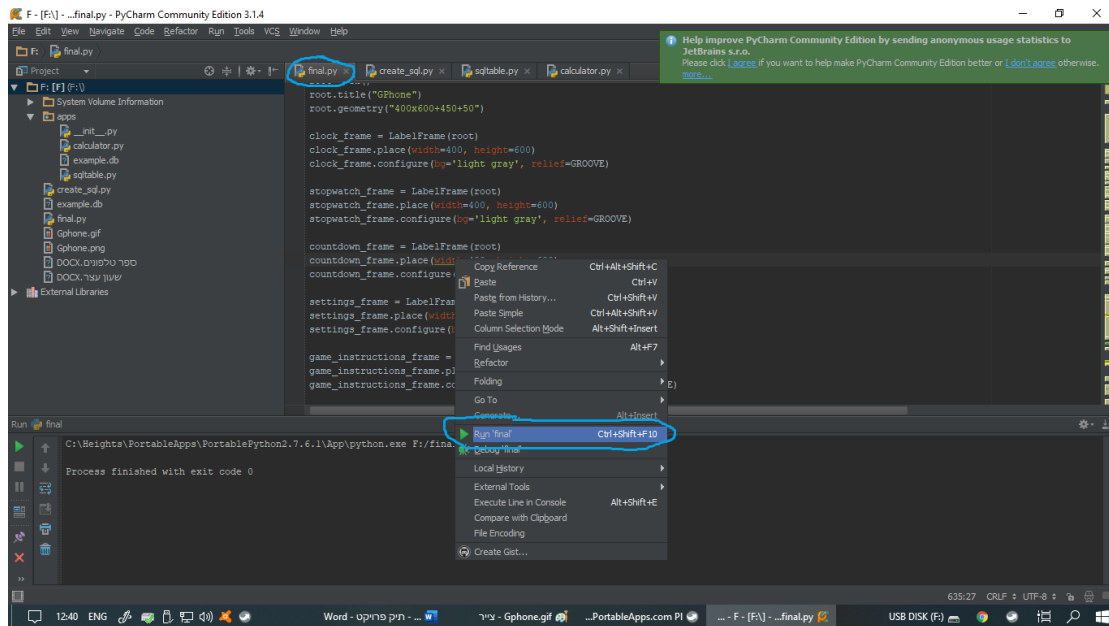 F - [F:\] - ...\final.py - PyCharm Community Edition 3.1.4
File Edit View Navigate Code Refactor Run Tools VCS Window Help
F: final.py
Help improve PyCharm Community Edition by sending anonymous usage statistics to
JetBrains s.r.o.
Please click I agree if you want to help make PyCharm Community Edition better or I don't agree otherwise.
more...
Project
final.py
create_sql.py
sqltable.py
calculator.py
F: [F] (F:\)
System Volume Information
apps
__init__.py
calculator.py
example.db
sqltable.py
create_sql.py
example.db
final.py
Gphone.gif
Gphone.png
ספר טלפונים.DOCX
שעון עצר.DOCX
External Libraries
root.title("GPhone")
root.geometry("400x600+450+50")
clock_frame = LabelFrame(root)
clock_frame.place(width=400, height=600)
clock_frame.configure(bg='light gray', relief=GROOVE)
stopwatch_frame = LabelFrame(root)
stopwatch_frame.place(width=400, height=600)
stopwatch_frame.configure(bg='light gray', relief=GROOVE)
countdown_frame = LabelFrame(root)
countdown_frame.place(widt
countdown_frame.configure
settings_frame = LabelFram
settings_frame.place(width
settings_frame.configure(
game_instructions_frame =
game_instructions_frame.pl
game_instructions_frame.co E)
Copy Reference Ctrl+Alt+Shift+C
Paste Ctrl+V
Paste from History... Ctrl+Shift+V
Paste Simple Ctrl+Alt+Shift+V
Column Selection Mode Alt+Shift+Insert
Find Usages Alt+F7
Refactor
Folding
Go To
Generate... Alt+Insert
Run 'final' Ctrl+Shift+F10
Debug 'final'
Local History
External Tools
Execute Line in Console Alt+Shift+E
Compare with Clipboard
File Encoding
Create Gist...
Run final
C:\Heights\PortableApps\PortablePython2.7.6.1\App\python.exe F:/fina
Process finished with exit code 0
635:27 CRLF UTF-8
12:40 ENG תיק פרויקט - Word ... צייר - Gphone.gif ...PortableApps.com Pl ... - F - [F:\] - ...\final.py USB DISK (F:)